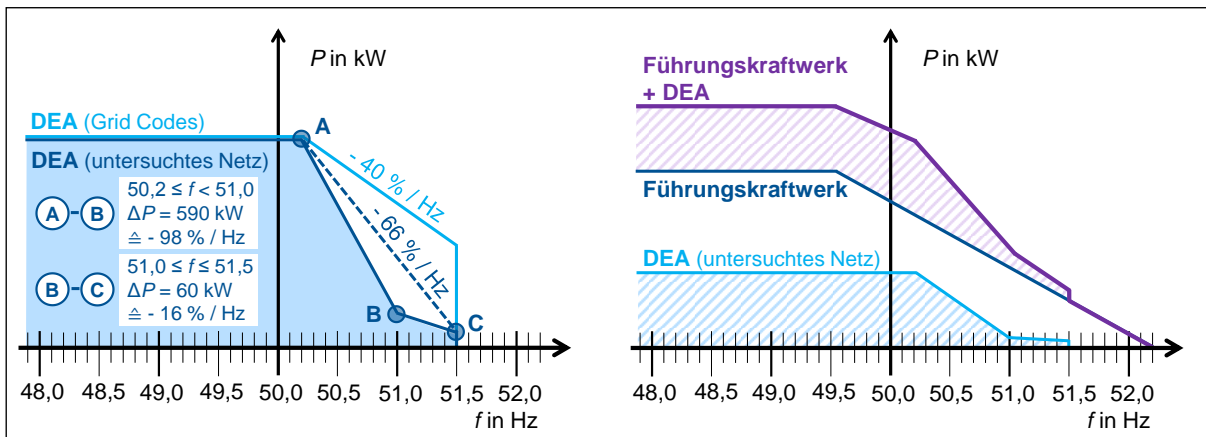 P in kW
DEA (Grid Codes)
A
DEA (untersuchtes Netz)
A - B
50,2 ≤ f < 51,0
ΔP = 590 kW
≙ - 98 % / Hz
B - C
51,0 ≤ f ≤ 51,5
ΔP = 60 kW
≙ - 16 % / Hz
- 40 % / Hz
- 66 % / Hz
B
C
48,0 48,5 49,0 49,5 50,0 50,5 51,0 51,5 52,0
f in Hz
P in kW
Führungskraftwerk
+ DEA
Führungskraftwerk
DEA (untersuchtes Netz)
48,0 48,5 49,0 49,5 50,0 50,5 51,0 51,5 52,0
f in Hz